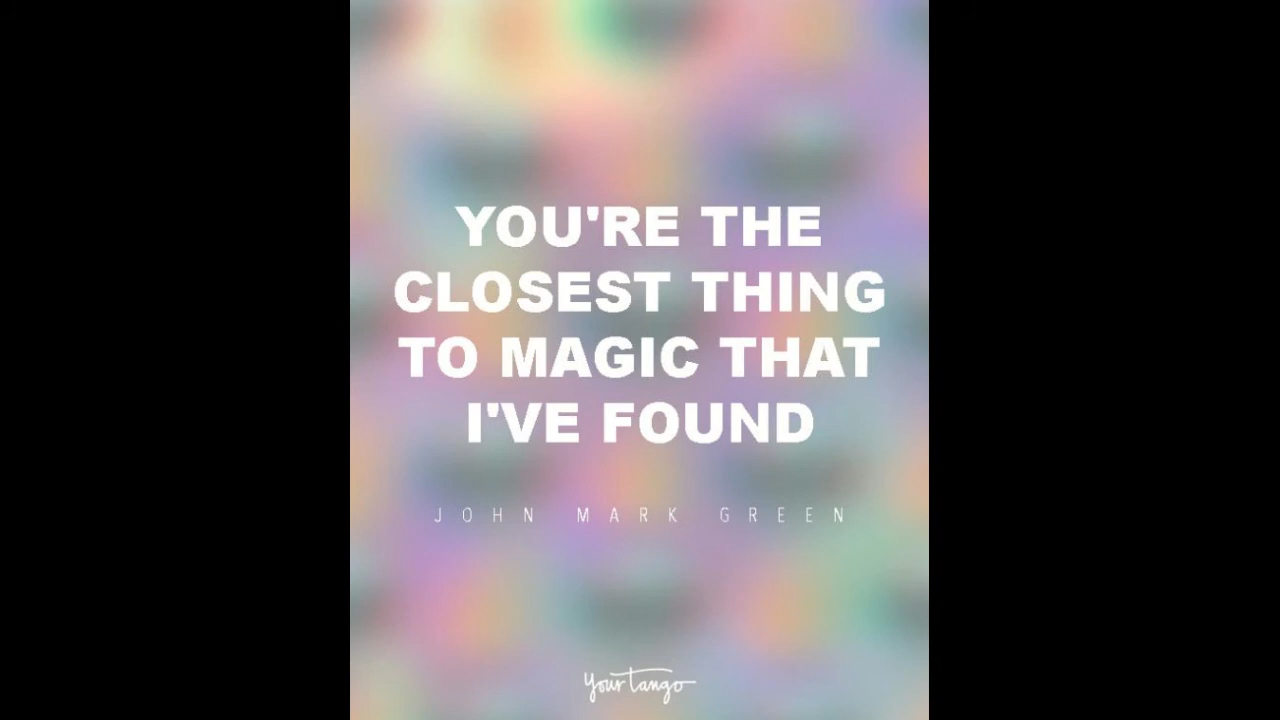 YOU'RE THE
CLOSEST THING
TO MAGIC THAT
I'VE FOUND
JOHN MARK GREEN
Yourtango